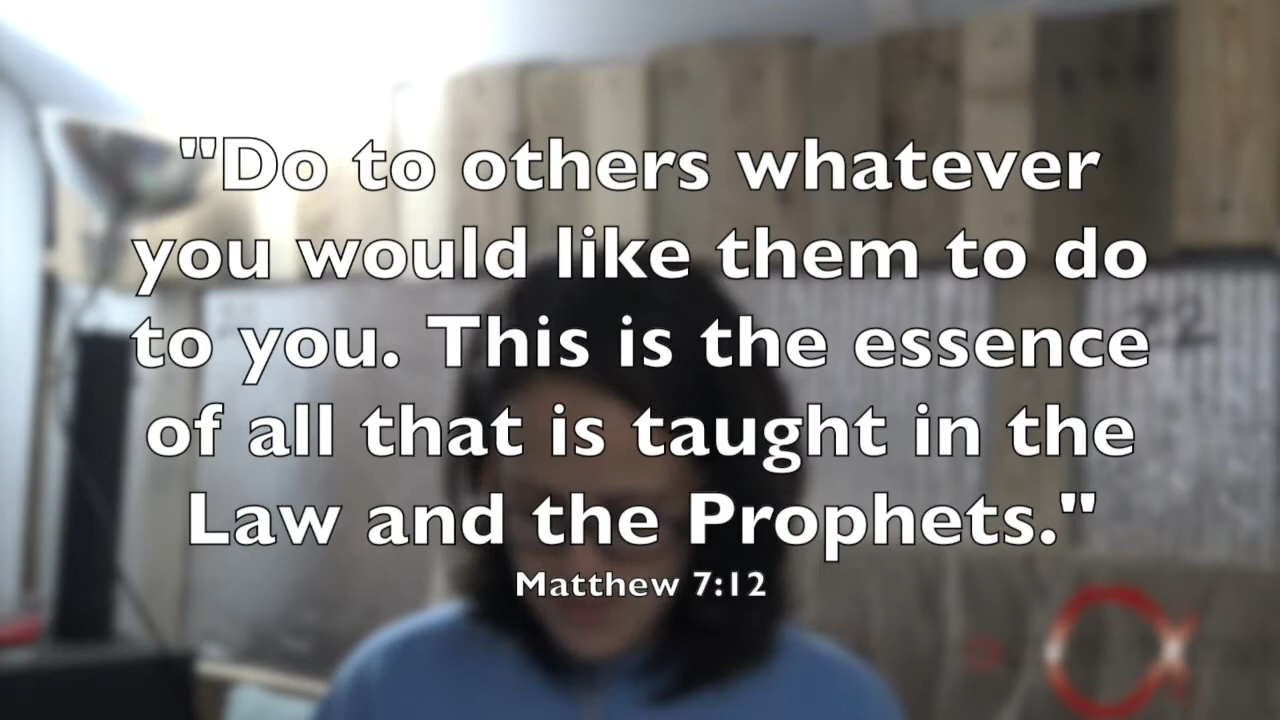 "Do to others whatever
you would like them to do
to you. This is the essence
of all that is taught in the
Law and the Prophets."
Matthew 7:12